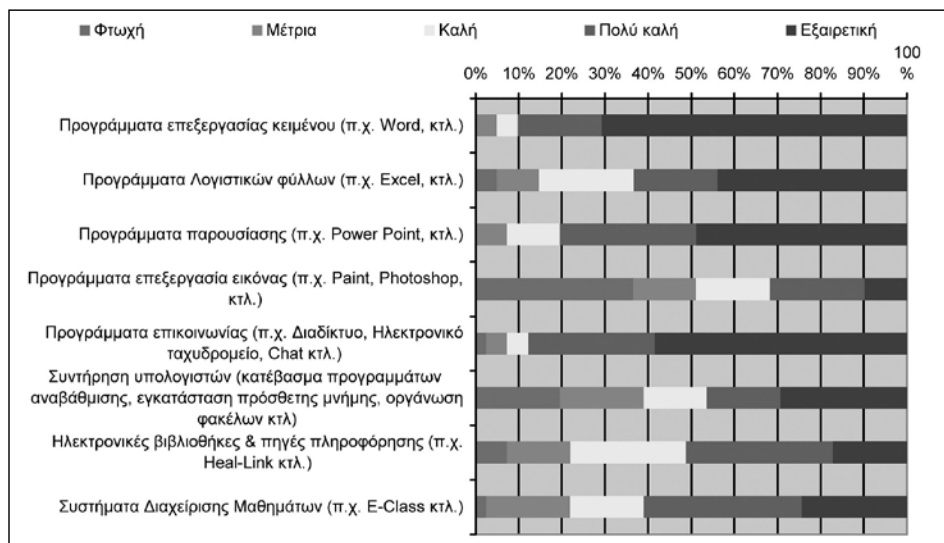 Φτωχή Μέτρια Καλή Πολύ καλή Εξαιρετική
0% 10% 20% 30% 40% 50% 60% 70% 80% 90% 100
%
Προγράμματα επεξεργασίας κειμένου (π.χ. Word, κτλ.)
Προγράμματα Λογιστικών φύλλων (π.χ. Excel, κτλ.)
Προγράμματα παρουσίασης (π.χ. Power Point, κτλ.)
Προγράμματα επεξεργασία εικόνας (π.χ. Paint, Photoshop,
κτλ.)
Προγράμματα επικοινωνίας (π.χ. Διαδίκτυο, Ηλεκτρονικό
ταχυδρομείο, Chat κτλ.)
Συντήρηση υπολογιστών (κατέβασμα προγραμμάτων
αναβάθμισης, εγκατάσταση πρόσθετης μνήμης, οργάνωση
φακέλων κτλ)
Ηλεκτρονικές βιβλιοθήκες & πηγές πληροφόρησης (π.χ.
Heal-Link κτλ.)
Συστήματα Διαχείρισης Μαθημάτων (π.χ. E-Class κτλ.)